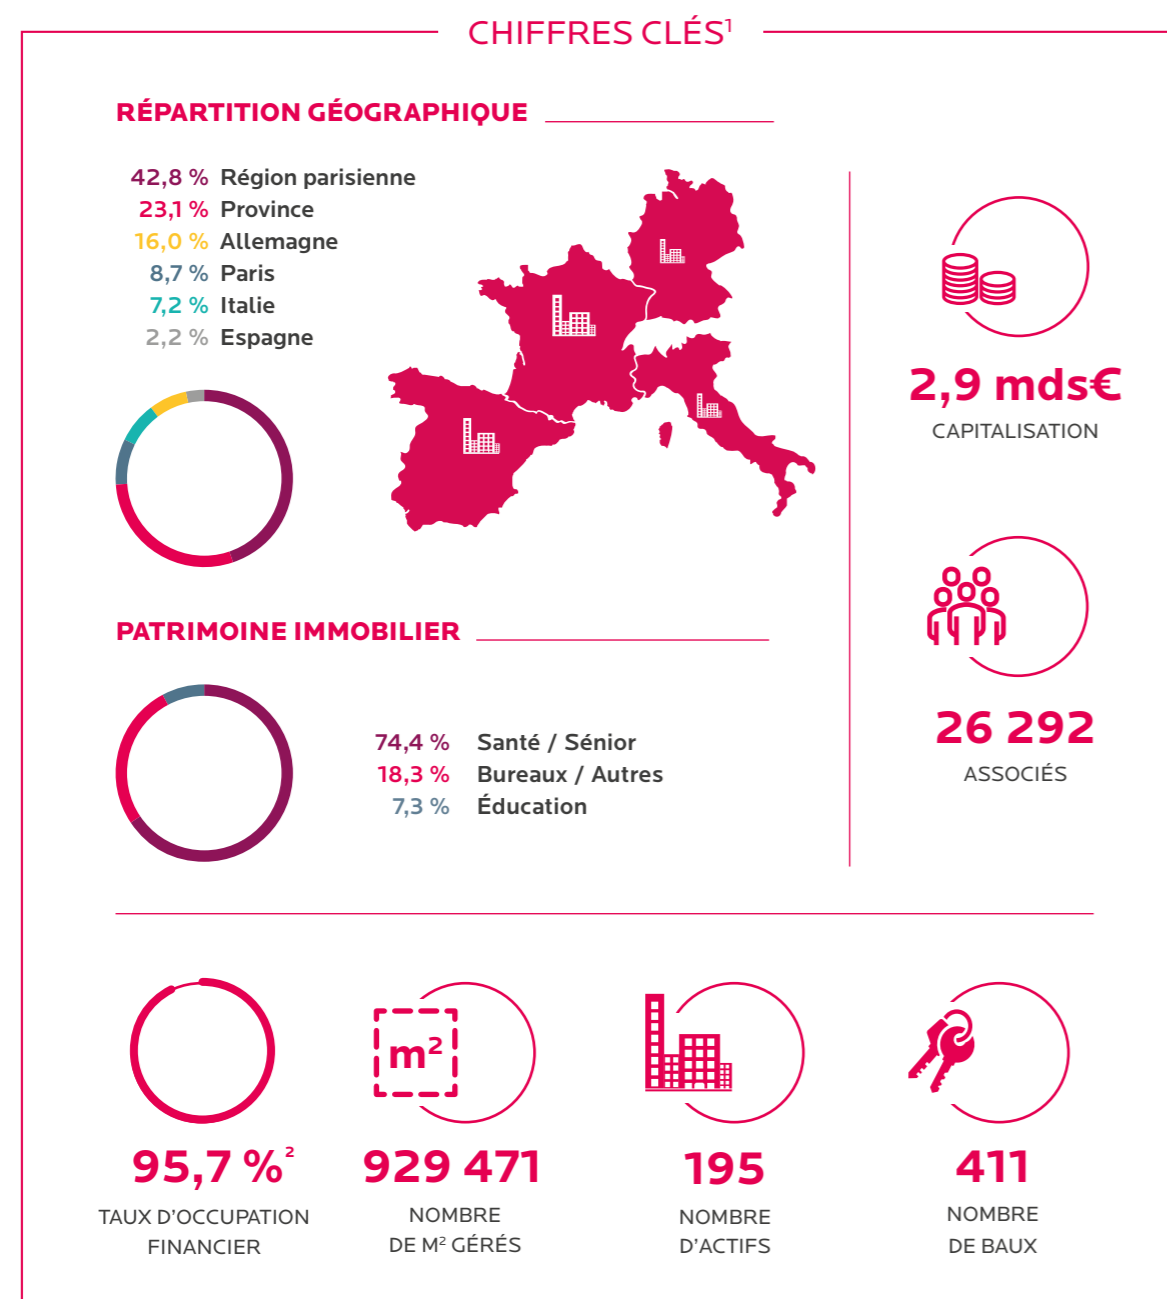 CHIFFRES CLÉS¹
RÉPARTITION GÉOGRAPHIQUE
42,8 % Région parisienne
23,1 % Province
16,0 % Allemagne
8,7 % Paris
7,2 % Italie
2,2 % Espagne
2,9 mds€
CAPITALISATION
26 292
ASSOCIÉS
PATRIMOINE IMMOBILIER
74,4 % Santé / Sénior
18,3 % Bureaux / Autres
7,3 % Éducation
95,7 %²
TAUX D’OCCUPATION
FINANCIER
m²
929 471
NOMBRE
DE M² GÉRÉS
195
NOMBRE
D’ACTIFS
411
NOMBRE
DE BAUX